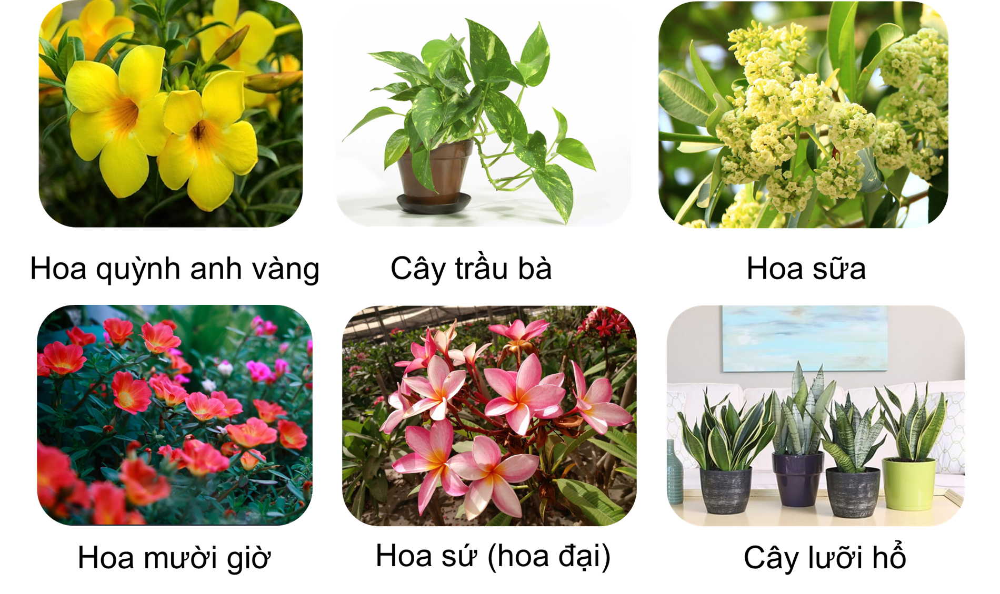 Hoa quỳnh anh vàng
Cây trầu bà
Hoa sữa
Hoa mười giờ
Hoa sứ (hoa đại)
Cây lưỡi hổ